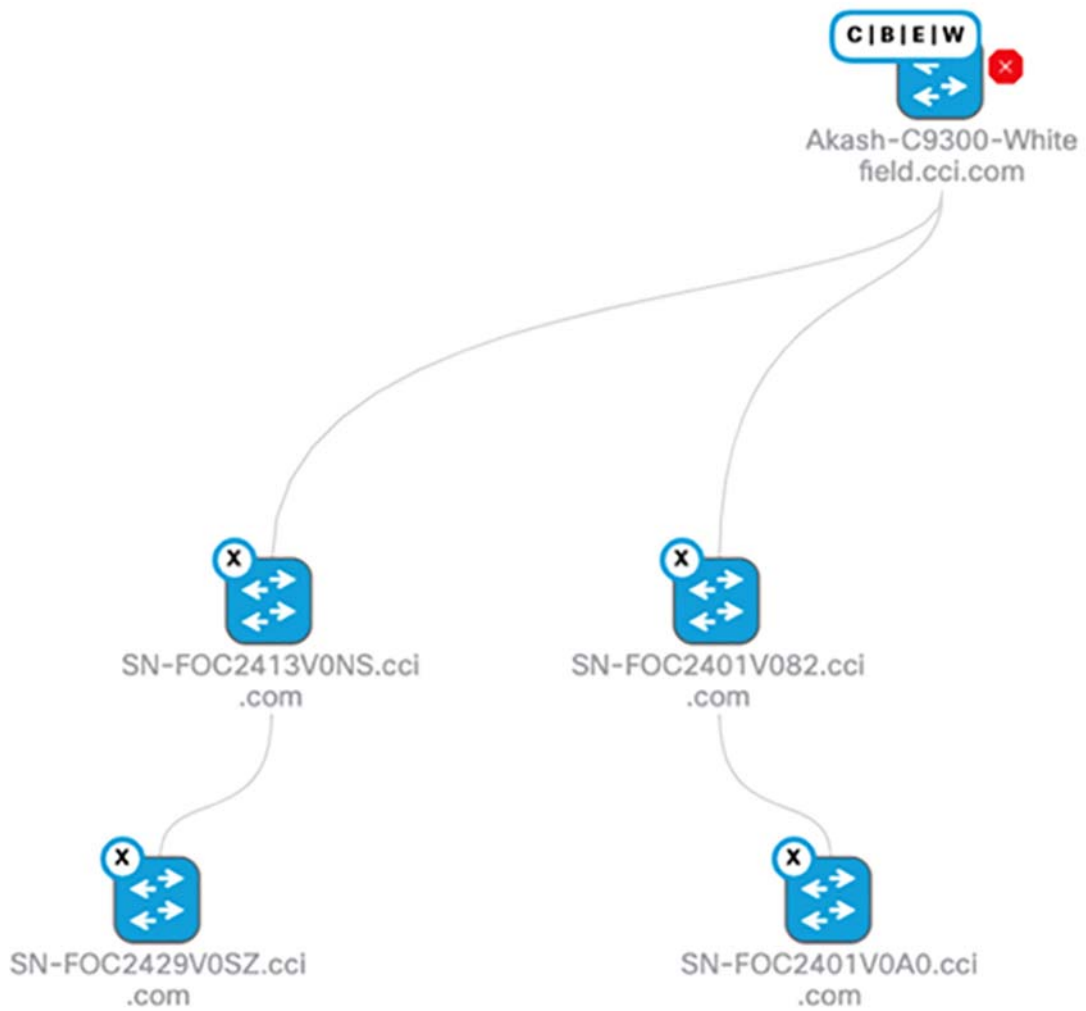 C|B|E|W
Akash-C9300-White
field.cci.com
X
X
SN-FOC2413V0NS.cci
.com
SN-FOC2401V082.cci
.com
X
X
SN-FOC2429V0SZ.cci
.com
SN-FOC2401V0A0.cci
.com